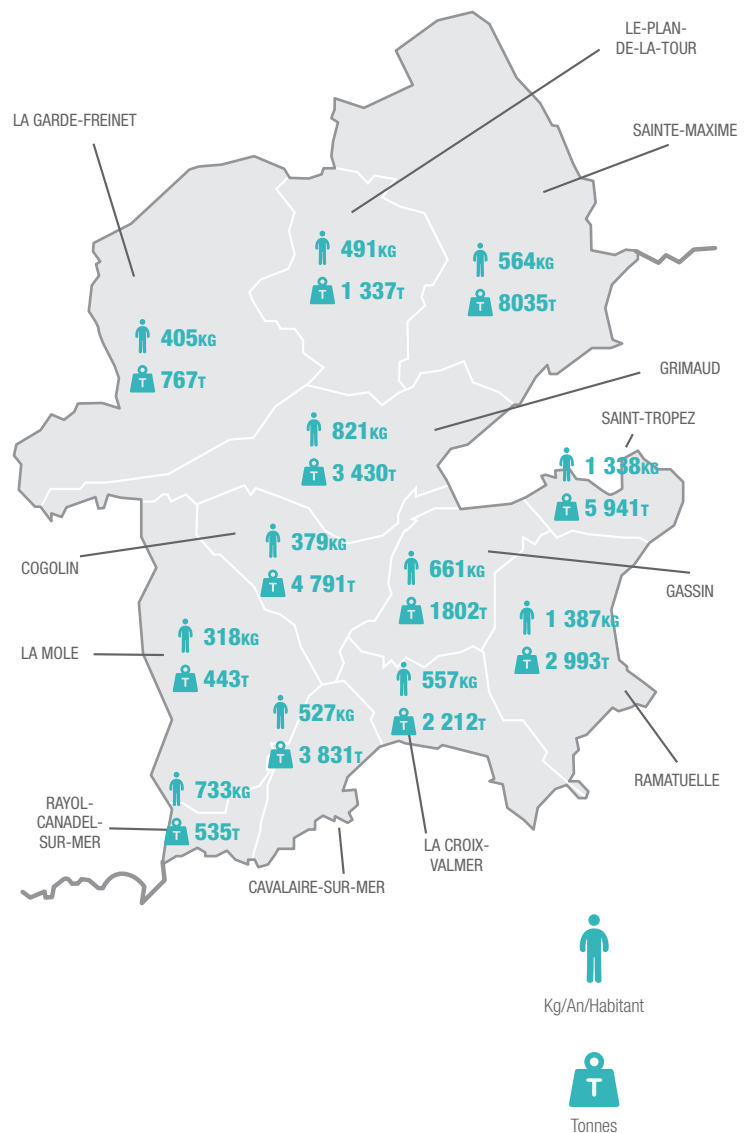 LE-PLAN-
DE-LA-TOUR
LA GARDE-FREINET
SAINTE-MAXIME
491KG
1 337T
564KG
8035T
405KG
767T
GRIMAUD
821KG
3 430T
SAINT-TROPEZ
1 338KG
5 941T
COGOLIN
379KG
4 791T
661KG
1802T
GASSIN
1 387KG
2 993T
LA MOLE
318KG
443T
557KG
2 212T
527KG
3 831T
RAMATUELLE
733KG
535T
RAYOL-
CANADEL-
SUR-MER
LA CROIX-
VALMER
CAVALAIRE-SUR-MER
Kg/An/Habitant
T
Tonnes